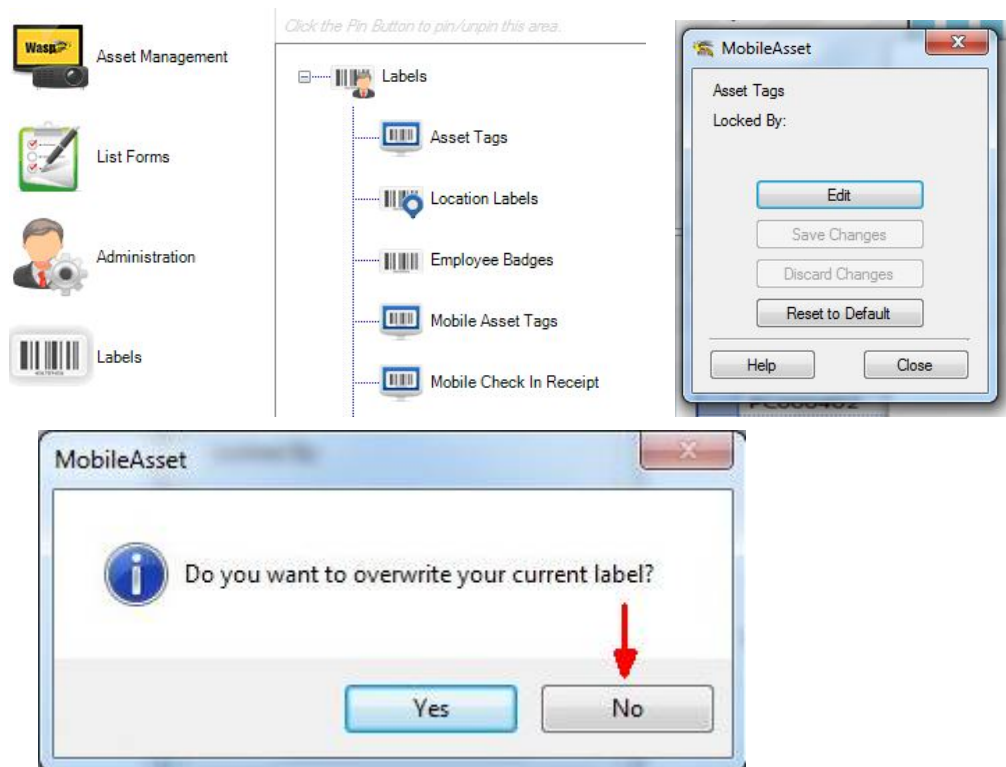 Wasp
Asset Management
List Forms
Administration
Labels
Click the Pin Button to pin/unpin this area.
Labels
Asset Tags
Location Labels
Employee Badges
Mobile Asset Tags
Mobile Check In Receipt
MobileAsset
Asset Tags
Locked By:
Edit
Save Changes
Discard Changes
Reset to Default
Help
Close
MobileAsset
Do you want to overwrite your current label?
Yes
No